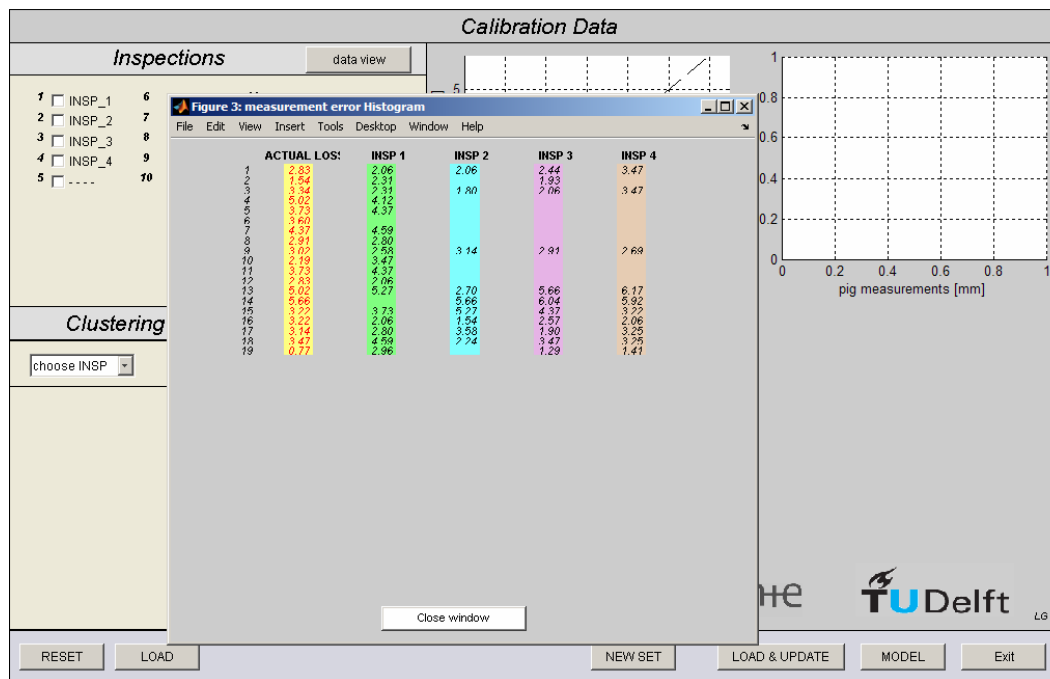 Calibration Data
Inspections
data view
1 INSP_1 6
2 INSP_2 7
3 INSP_3 8
4 INSP_4 9
5 ---- 10
Clustering
choose INSP
Figure 3: measurement error Histogram
File Edit View Insert Tools Desktop Window Help
ACTUAL LOS: INSP 1 INSP 2 INSP 3 INSP 4
1 2.83 2.06 2.06 2.44 3.47
2 1.54 2.31 1.93
3 3.34 2.31 1.80 2.06 3.47
4 5.02 4.12
5 3.73 4.37
6 3.60
7 4.37 4.59
8 2.91 2.80
9 3.02 2.58 3.14 2.91 2.69
10 2.19 3.47
11 3.73 4.37
12 2.83 2.06
13 5.02 5.27 2.70 5.66 6.17
14 5.66 5.66 6.04 5.92
15 3.22 3.73 5.27 4.37 3.22
16 3.22 2.06 1.54 2.57 2.06
17 3.14 2.80 3.58 1.90 3.25
18 3.47 4.59 2.24 3.47 3.25
19 0.77 2.96 1.29 1.41
Close window
5
1
0.8
0.6
0.4
0.2
0
0 0.2 0.4 0.6 0.8 1
pig measurements [mm]
TU Delft
LG
RESET LOAD NEW SET LOAD & UPDATE MODEL Exit